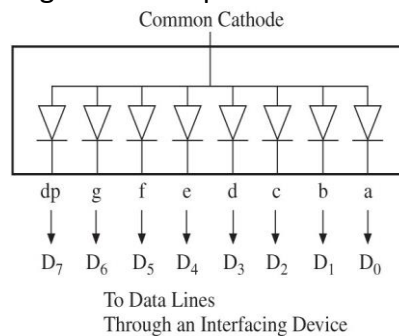 Common Cathode
dp g f e d c b a
D₇ D₆ D₅ D₄ D₃ D₂ D₁ D₀
To Data Lines
Through an Interfacing Device